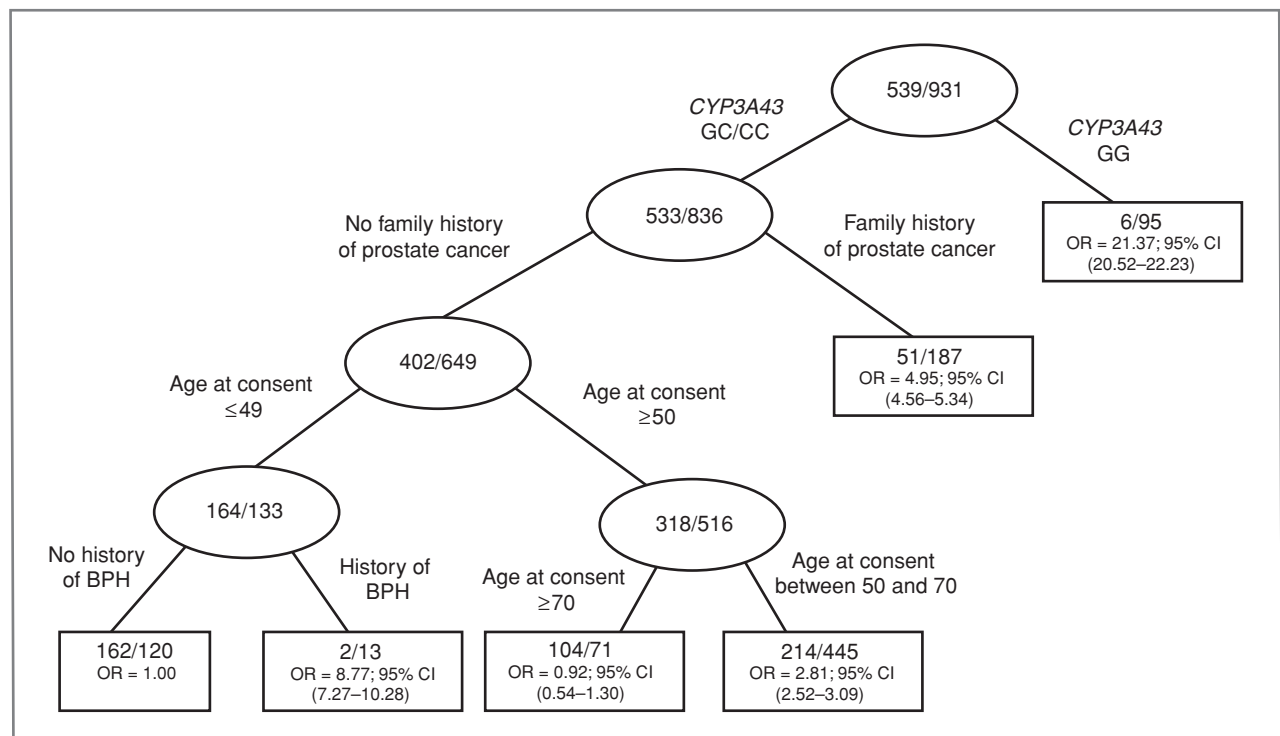 539/931
CYP3A43
GC/CC
CYP3A43
GG
533/836
6/95
OR = 21.37; 95% CI
(20.52–22.23)
No family history
of prostate cancer
Family history
of prostate cancer
402/649
51/187
OR = 4.95; 95% CI
(4.56–5.34)
Age at consent
≤49
Age at consent
≥50
164/133
318/516
No history
of BPH
History of
BPH
Age at consent
≥70
Age at consent
between 50 and 70
162/120
OR = 1.00
2/13
OR = 8.77; 95% CI
(7.27–10.28)
104/71
OR = 0.92; 95% CI
(0.54–1.30)
214/445
OR = 2.81; 95% CI
(2.52–3.09)